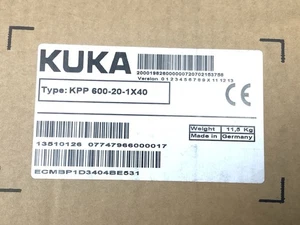 KUKA
Version 0 1 2 3 4 5 6 7 8 9 10 11 12 13
Type: KPP 600-20-1X40
CE
Weight 11,5 Kg
Made in Germany
13510126 07747966000017
ECMBP1D3404BE531